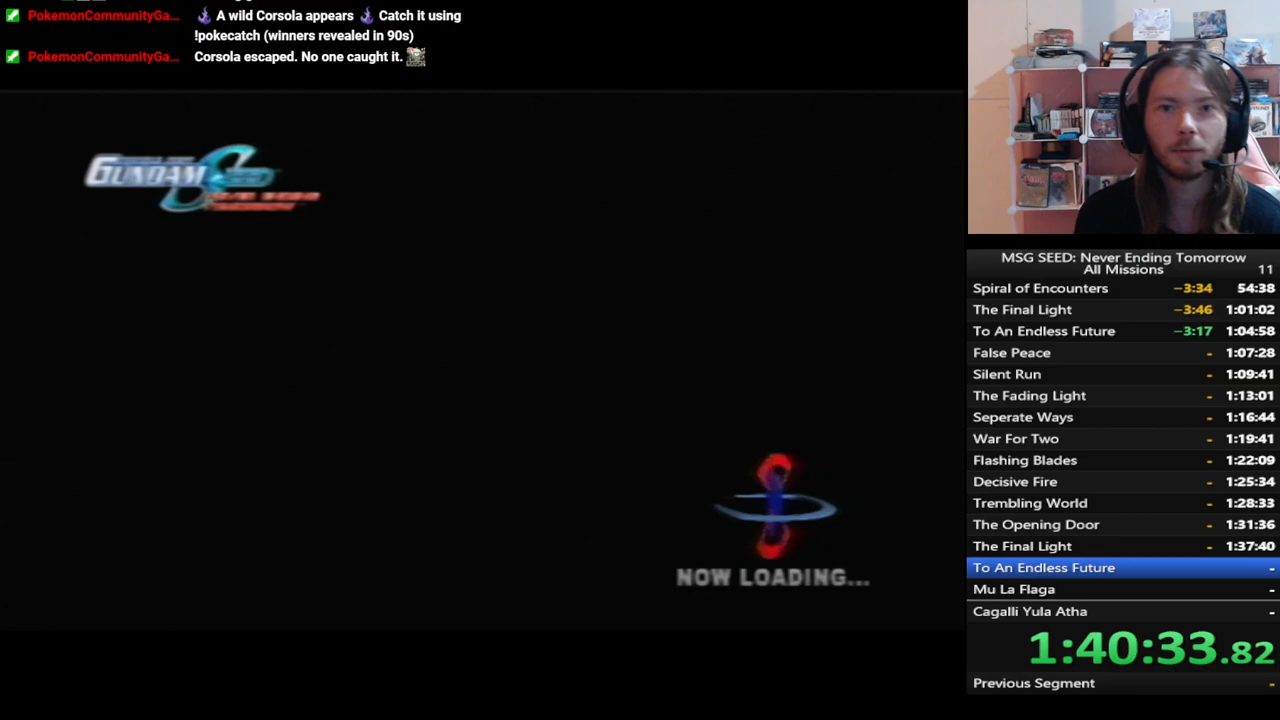 PokemonCommunityGa... A wild Corsola appears Catch it using
!pokecatch (winners revealed in 90s)
PokemonCommunityGa... Corsola escaped. No one caught it.
GUNDAM SEED
NEVER ENDING
TOMORROW
NOW LOADING...
MSG SEED: Never Ending Tomorrow
All Missions 11
Spiral of Encounters −3:34 54:38
The Final Light −3:46 1:01:02
To An Endless Future −3:17 1:04:58
False Peace - 1:07:28
Silent Run - 1:09:41
The Fading Light - 1:13:01
Seperate Ways - 1:16:44
War For Two - 1:19:41
Flashing Blades - 1:22:09
Decisive Fire - 1:25:34
Trembling World - 1:28:33
The Opening Door - 1:31:36
The Final Light - 1:37:40
To An Endless Future -
Mu La Flaga -
Cagalli Yula Atha -
1:40:33.82
Previous Segment -